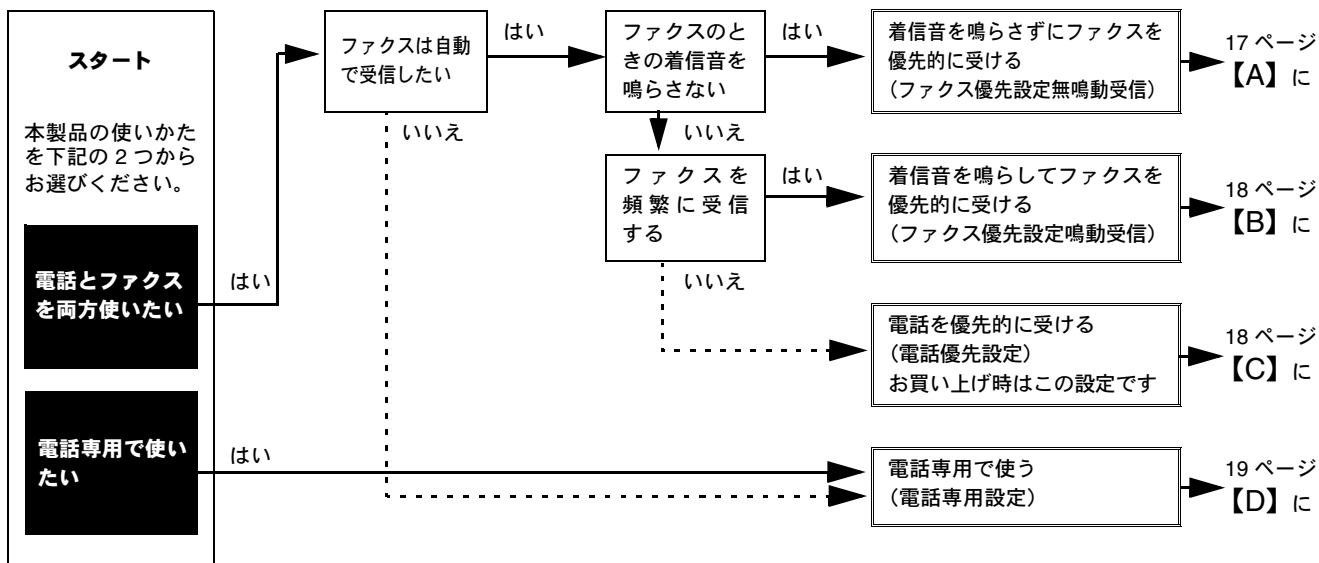 スタート
本製品の使いかた
を下記の2つから
お選びください。
電話とファクス
を両方使いたい
はい
電話専用で使い
たい
はい
ファクスは自動
で受信したい
はい
いいえ
ファクスのと
きの着信音を
鳴らさない
はい
いいえ
ファクスを
頻繁に受信
する
はい
いいえ
着信音を鳴らさずにファクスを
優先的に受ける
(ファクス優先設定無鳴動受信)
17 ページ
【A】に
着信音を鳴らしてファクスを
優先的に受ける
(ファクス優先設定鳴動受信)
18 ページ
【B】に
電話を優先的に受ける
(電話優先設定)
お買い上げ時はこの設定です
18 ページ
【C】に
電話専用で使う
(電話専用設定)
19 ページ
【D】に